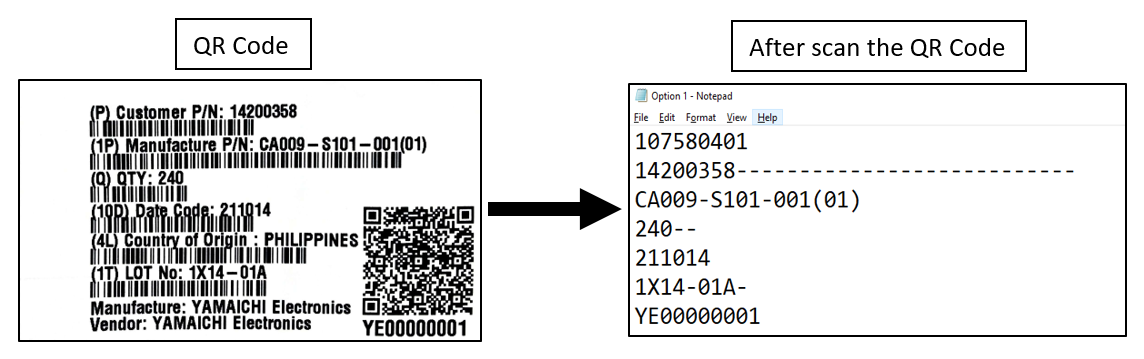 QR Code
After scan the QR Code
(P) Customer P/N: 14200358
(1P) Manufacture P/N: CA009-S101-001(01)
(Q) QTY: 240
(10D) Date Code: 211014
(4L) Country of Origin : PHILIPPINES
(1T) LOT No: 1X14-01A
Manufacture: YAMAICHI Electronics
Vendor: YAMAICHI Electronics
YE00000001
Option 1 - Notepad
File Edit Format View Help
107580401
14200358---------------------------
CA009-S101-001(01)
240--
211014
1X14-01A-
YE00000001